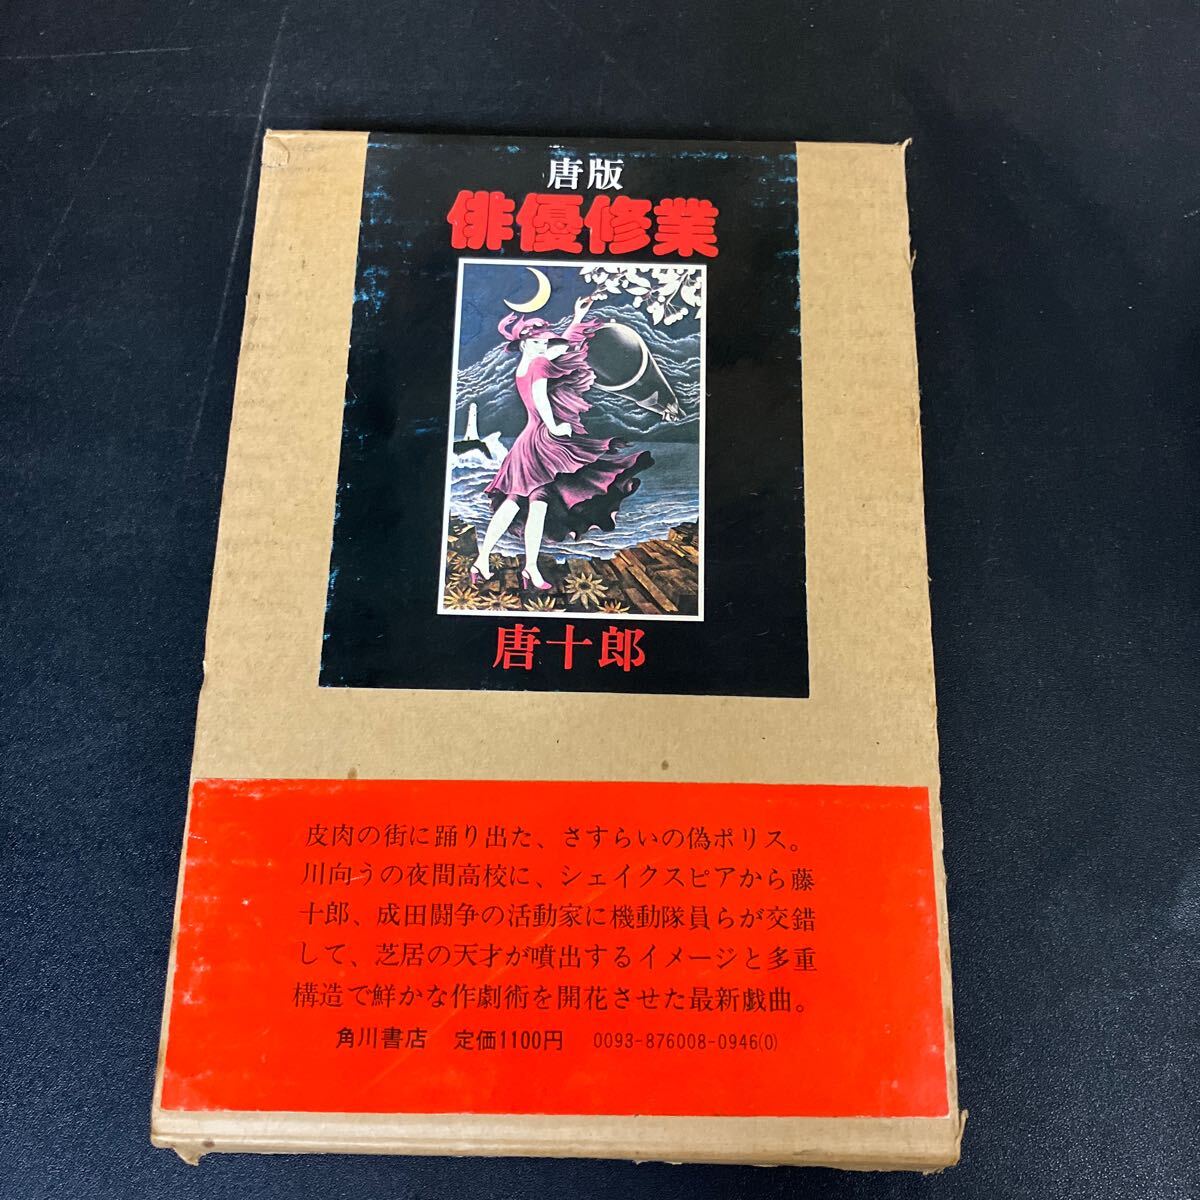 唐版
俳優修業
唐十郎
皮肉の街に踊り出た、さすらいの偽ポリス。
川向うの夜間高校に、シェイクスピアから藤
十郎、成田闘争の活動家に機動隊員らが交錯
して、芝居の天才が噴出するイメージと多重
構造で鮮かな作劇術を開花させた最新戯曲。
角川書店 定価1100円 0093-876008-0946(0)